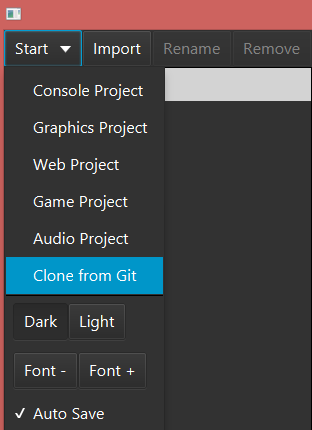 Start Import Rename Remove
Console Project
Graphics Project
Web Project
Game Project
Audio Project
Clone from Git
Dark Light
Font - Font +
✓ Auto Save